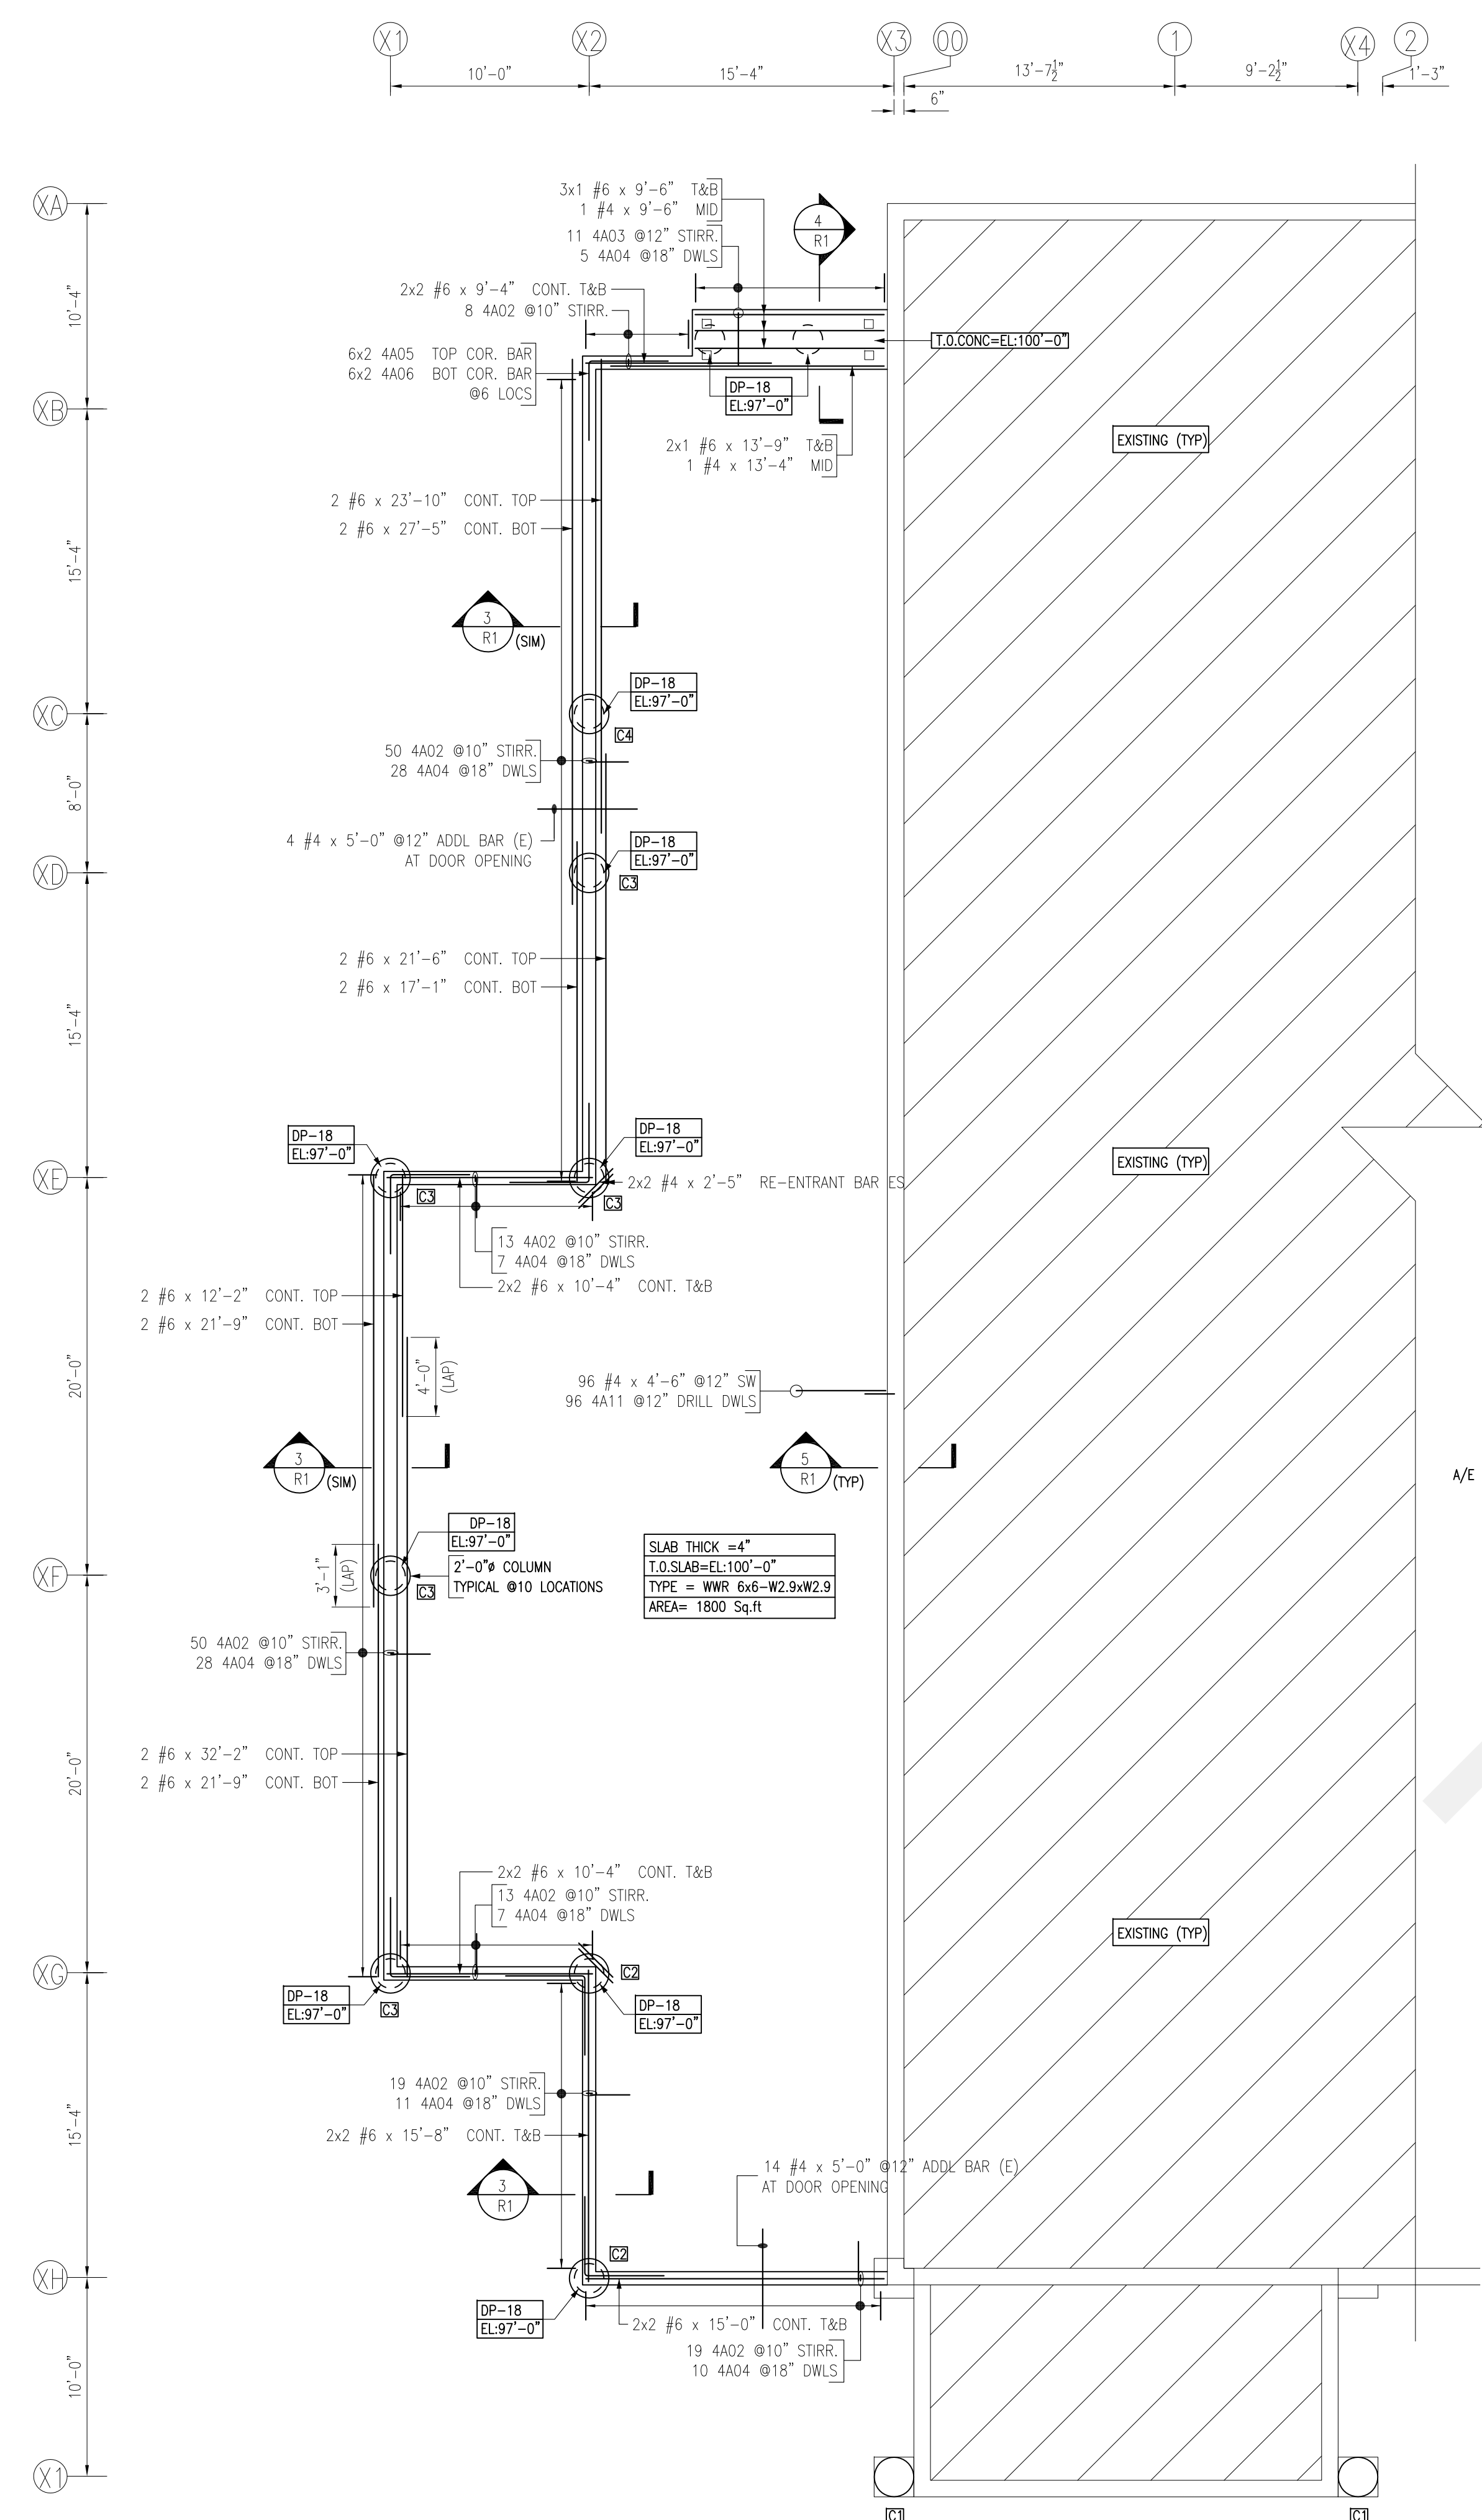 X1
X2
X3
00
1
X4
2
10'-0"
15'-4"
13'-7½"
9'-2½"
1'-3"
6"
XA
3x1 #6 x 9'-6" T&B
1 #4 x 9'-6" MID
11 4A03 @12" STIRR.
5 4A04 @18" DWLS
4
R1
10'-4"
2x2 #6 x 9'-4" CONT. T&B
8 4A02 @10" STIRR.
6x2 4A05 TOP COR. BAR
6x2 4A06 BOT COR. BAR
@6 LOCS
T.O.CONC=EL:100'-0"
DP-18
EL:97'-0"
XB
EXISTING (TYP)
2x1 #6 x 13'-9" T&B
1 #4 x 13'-4" MID
2 #6 x 23'-10" CONT. TOP
2 #6 x 27'-5" CONT. BOT
15'-4"
3
R1
(SIM)
DP-18
EL:97'-0"
XC
C4
50 4A02 @10" STIRR.
28 4A04 @18" DWLS
8'-0"
4 #4 x 5'-0" @12" ADDL BAR (E)
AT DOOR OPENING
DP-18
EL:97'-0"
XD
C3
2 #6 x 21'-6" CONT. TOP
2 #6 x 17'-1" CONT. BOT
15'-4"
DP-18
EL:97'-0"
DP-18
EL:97'-0"
EXISTING (TYP)
XE
2x2 #4 x 2'-5" RE-ENTRANT BAR ES
C3
C3
13 4A02 @10" STIRR.
7 4A04 @18" DWLS
2x2 #6 x 10'-4" CONT. T&B
2 #6 x 12'-2" CONT. TOP
2 #6 x 21'-9" CONT. BOT
20'-0"
4'-0"
(LAP)
96 #4 x 4'-6" @12" SW
96 4A11 @12" DRILL DWLS
3
R1
(SIM)
5
R1
(TYP)
A/E
DP-18
EL:97'-0"
2'-0"ø COLUMN
TYPICAL @10 LOCATIONS
SLAB THICK =4"
T.O.SLAB=EL:100'-0"
TYPE = WWR 6x6-W2.9xW2.9
AREA= 1800 Sq.ft
XF
3'-1"
(LAP)
C3
50 4A02 @10" STIRR.
28 4A04 @18" DWLS
20'-0"
2 #6 x 32'-2" CONT. TOP
2 #6 x 21'-9" CONT. BOT
2x2 #6 x 10'-4" CONT. T&B
13 4A02 @10" STIRR.
7 4A04 @18" DWLS
EXISTING (TYP)
XG
C2
DP-18
EL:97'-0"
C3
DP-18
EL:97'-0"
19 4A02 @10" STIRR.
11 4A04 @18" DWLS
15'-4"
2x2 #6 x 15'-8" CONT. T&B
14 #4 x 5'-0" @12" ADDL BAR (E)
AT DOOR OPENING
3
R1
C2
XH
DP-18
EL:97'-0"
2x2 #6 x 15'-0" CONT. T&B
19 4A02 @10" STIRR.
10 4A04 @18" DWLS
10'-0"
X1
C1
C1